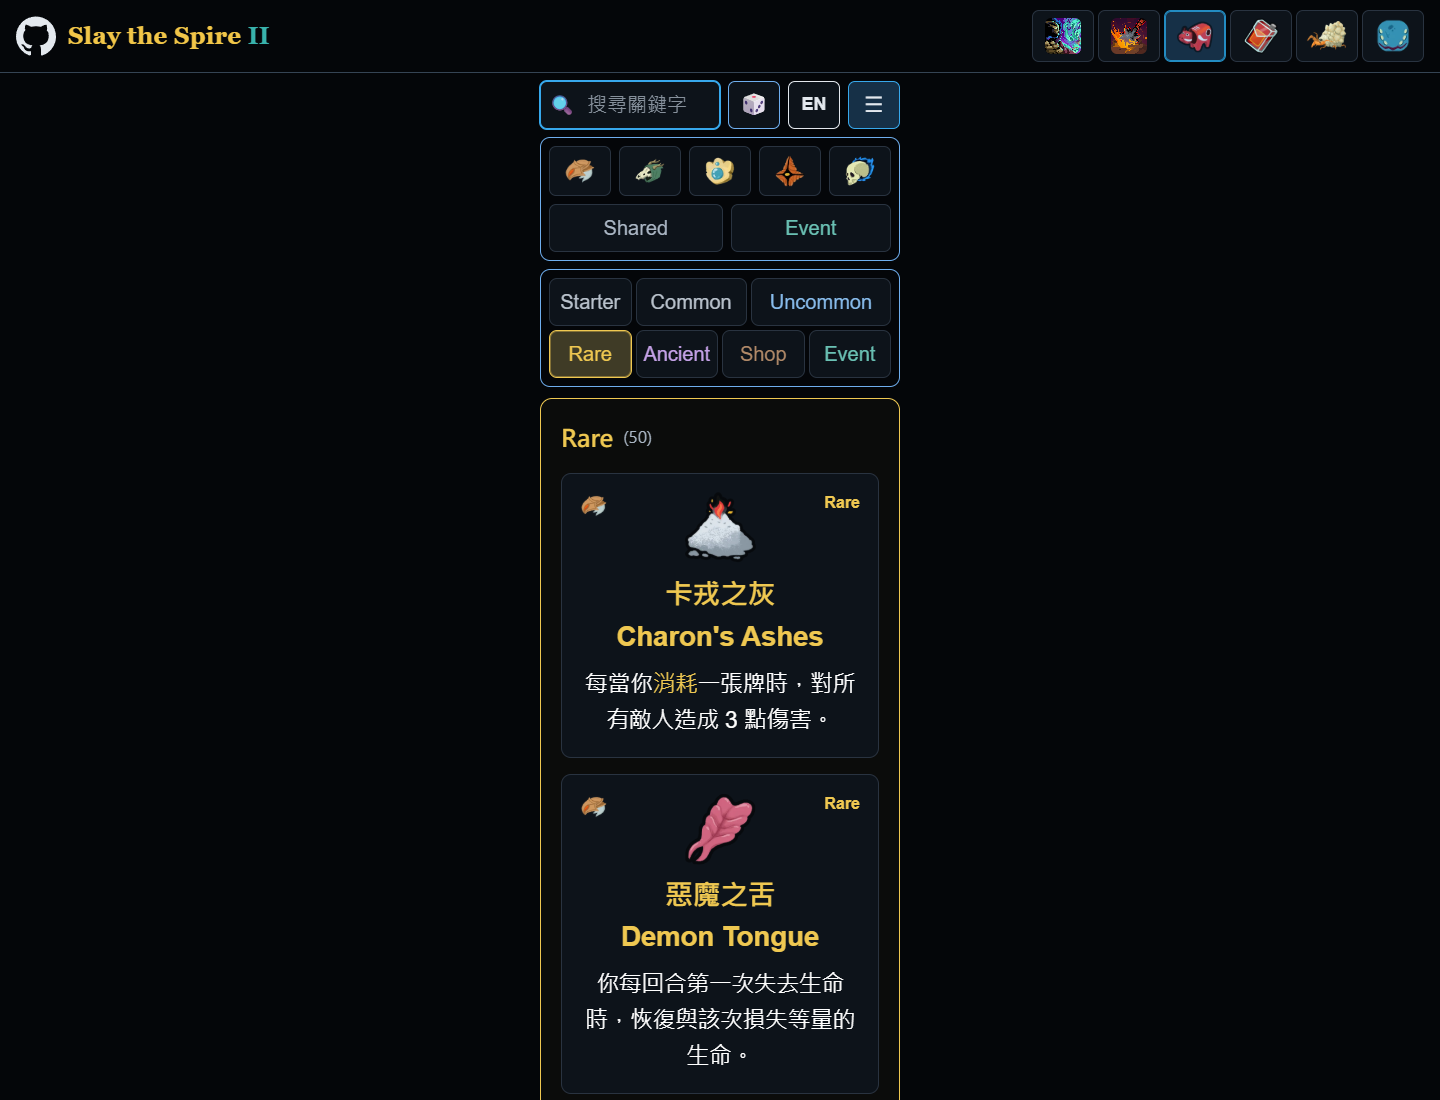 Slay the Spire II
搜尋關鍵字
EN
Shared
Event
Starter
Common
Uncommon
Rare
Ancient
Shop
Event
Rare (50)
Rare
卡戎之灰
Charon's Ashes
每當你消耗一張牌時，對所
有敵人造成 3 點傷害。
Rare
惡魔之舌
Demon Tongue
你每回合第一次失去生命
時，恢復與該次損失等量的
生命。